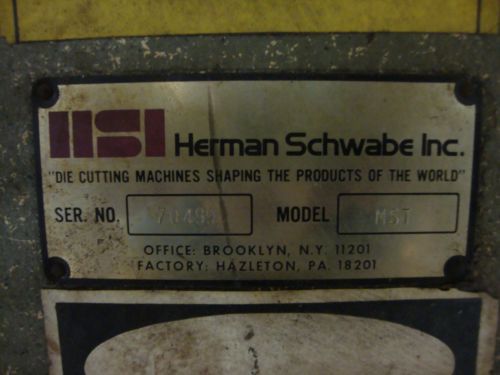 HSI Herman Schwabe Inc.
"DIE CUTTING MACHINES SHAPING THE PRODUCTS OF THE WORLD"
SER. NO. MODEL MST
OFFICE: BROOKLYN, N.Y. 11201
FACTORY: HAZLETON, PA. 18201